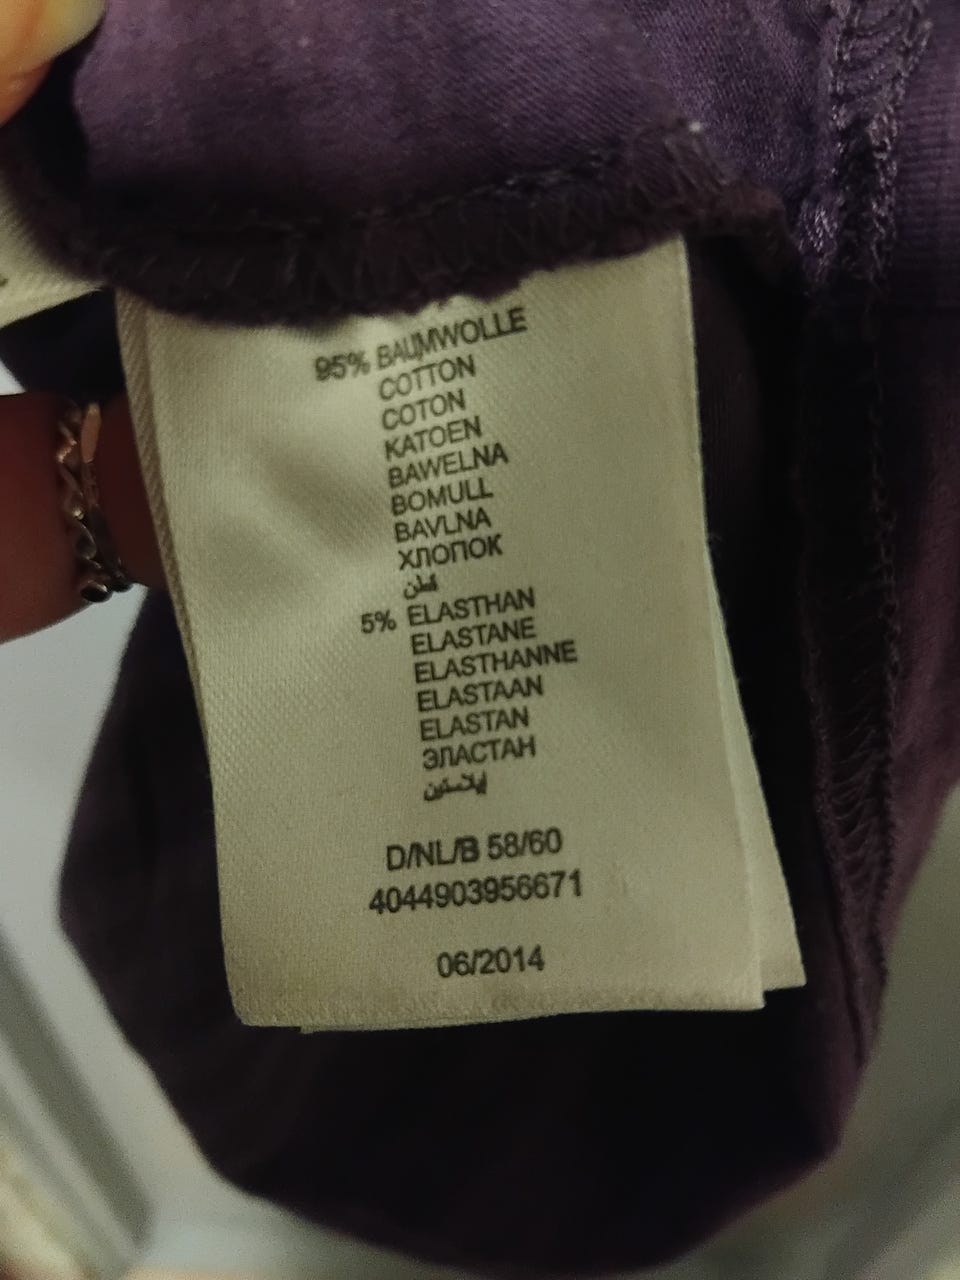 95% BAUMWOLLE
COTTON
COTON
KATOEN
BAWELNA
BOMULL
BAVLNA
ХЛОПОК
قطن
5% ELASTHAN
ELASTANE
ELASTHANNE
ELASTAAN
ELASTAN
ЭЛАСТАН
إيلاستين
D/NL/B 58/60
4044903956671
06/2014